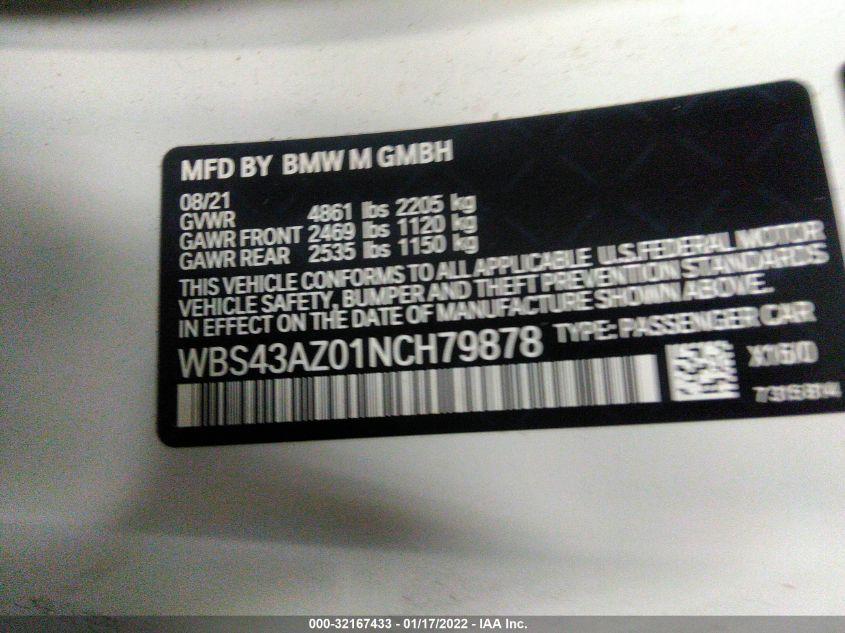 MFD BY BMW M GMBH
08/21
GVWR 4861 lbs 2205 kg
GAWR FRONT 2469 lbs 1120 kg
GAWR REAR 2535 lbs 1150 kg
THIS VEHICLE CONFORMS TO ALL APPLICABLE U.S.FEDERAL MOTOR
VEHICLE SAFETY, BUMPER AND THEFT PREVENTION STANDARDS
IN EFFECT ON THE DATE OF MANUFACTURE SHOWN ABOVE.
WBS43AZ01NCH79878 TYPE: PASSENGER CAR
000-32167433 - 01/17/2022 - IAA Inc.